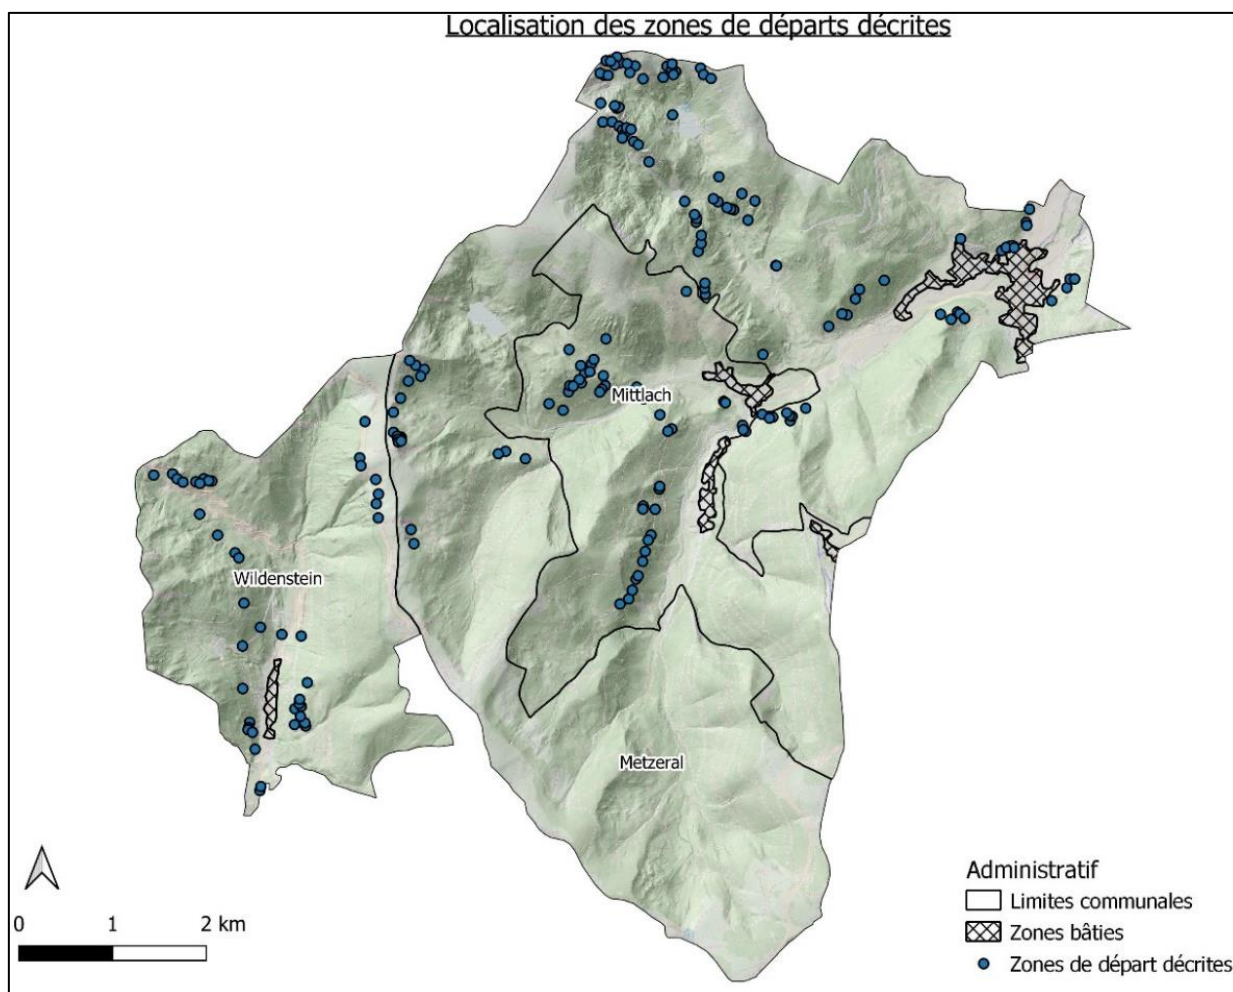 Localisation des zones de départs décrites
Mittlach
Wildenstein
Metzeral
Administratif
Limites communales
Zones bâties
Zones de départ décrites
0 1 2 km